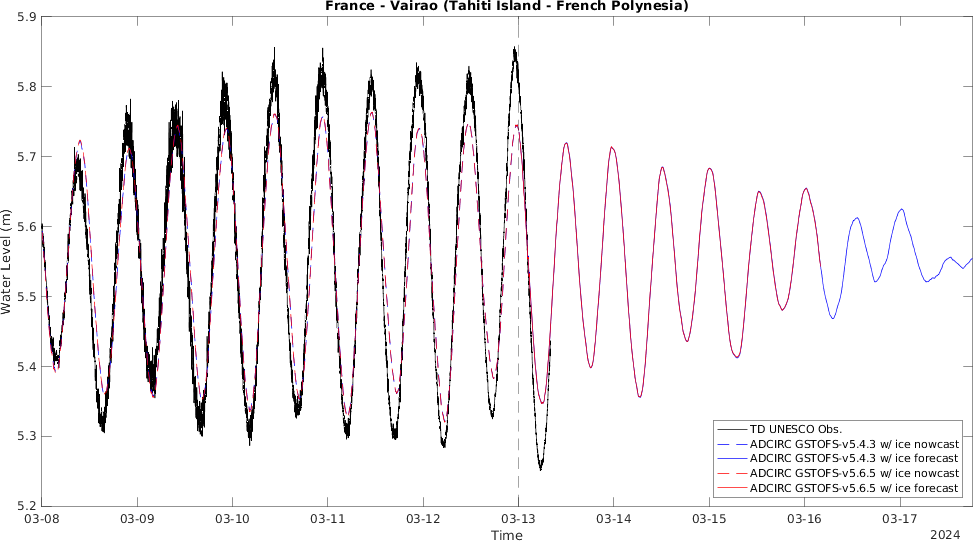 France - Vairao (Tahiti Island - French Polynesia)
Water Level (m)
5.9
5.8
5.7
5.6
5.5
5.4
5.3
5.2
TD UNESCO Obs.
ADCIRC GSTOFS-v5.4.3 w/ ice nowcast
ADCIRC GSTOFS-v5.4.3 w/ ice forecast
ADCIRC GSTOFS-v5.6.5 w/ ice nowcast
ADCIRC GSTOFS-v5.6.5 w/ ice forecast
03-08 03-09 03-10 03-11 03-12 03-13 03-14 03-15 03-16 03-17
Time
2024